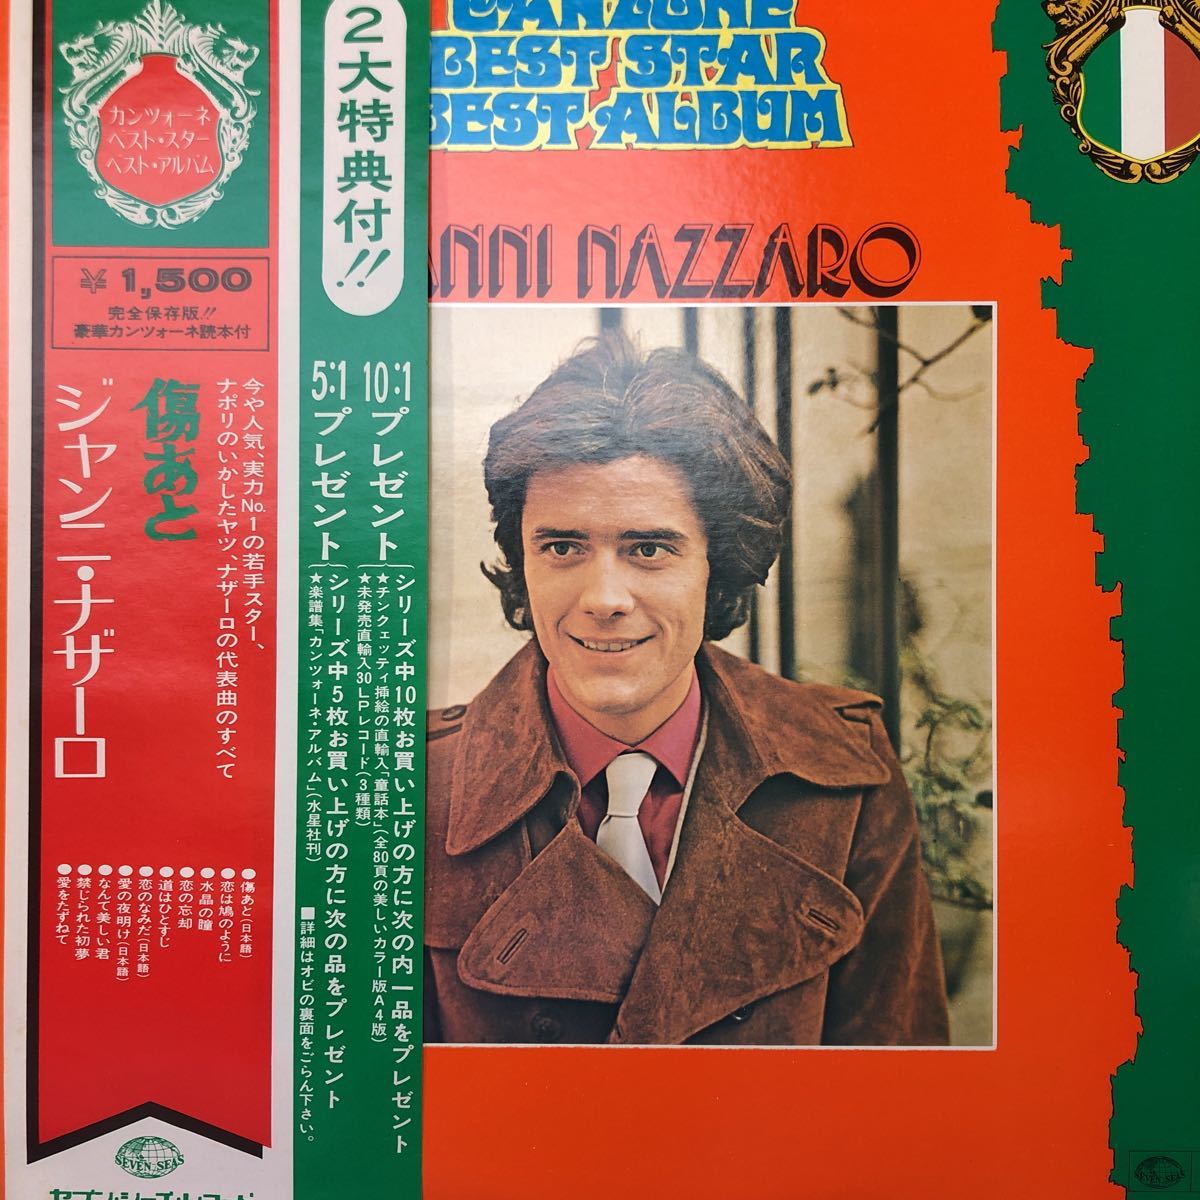 カンツォーネ
ベスト・スター
ベスト・アルバム
¥1,500
完全保存版!!
豪華カンツォーネ読本付
今や人気、実力No.1の若手スター、
ナポリのいかしたヤツ、ナザーロの代表曲のすべて
傷あと
ジャンニ・ナザーロ
●傷あと(日本語)
●恋は鳩のように
●水晶の瞳
●恋の忘却
●道はひとすじ
●恋のなみだ(日本語)
●愛の夜明け(日本語)
●なんて美しい君
●禁じられた初夢
●愛をたずねて
SEVEN SEAS
2大特典付!!
10:1プレゼント(シリーズ中10枚お買い上げの方に次の内一品をプレゼント
★チンクェッティ挿絵の直輸入「童話本」(全80頁の美しいカラー版A4版)
★未発売直輸入30㎝LPレコード(3種類)
5:1プレゼント(シリーズ中5枚お買い上げの方に次の品をプレゼント
★楽譜集「カンツォーネ・アルバム」(水星社刊)
■詳細はオビの裏面をごらん下さい。
CANZONE
BEST STAR
BEST ALBUM
ANNI NAZZARO
SEVEN SEAS